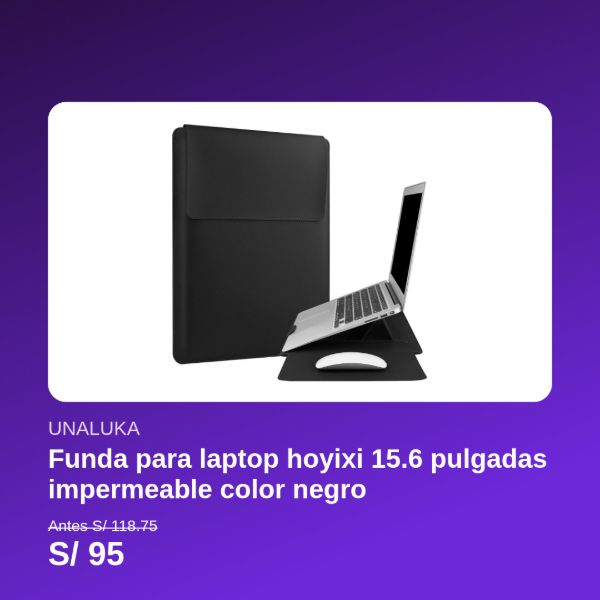 UNALUKA
Funda para laptop hoyixi 15.6 pulgadas
impermeable color negro
Antes S/ 118.75
S/ 95